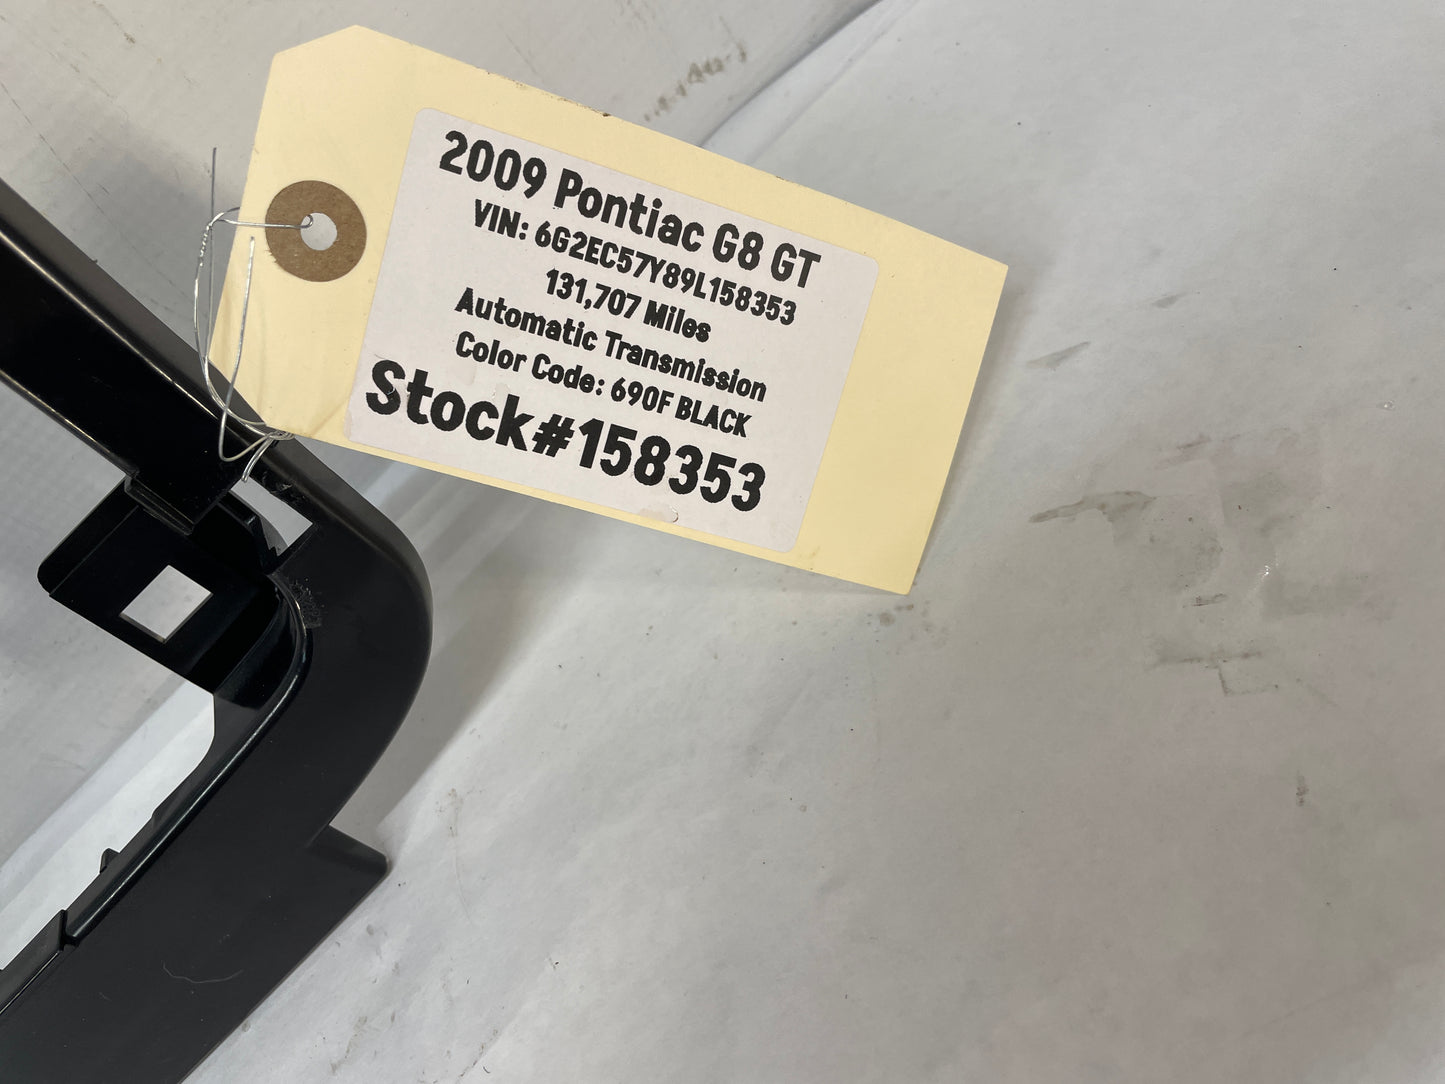 2009 Pontiac G8 GT
VIN: 6G2EC57Y89L158353
131,707 Miles
Automatic Transmission
Color Code: 690F BLACK
Stock#158353